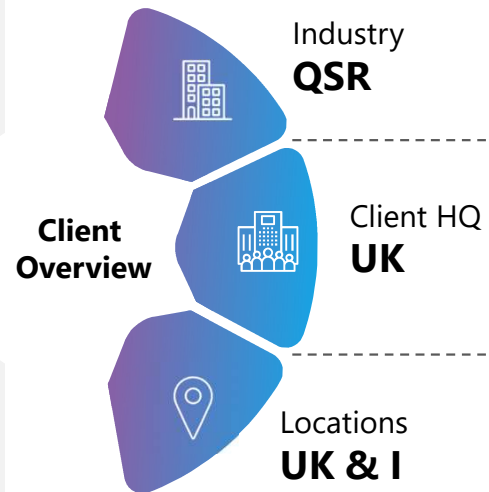 Industry
QSR
Client
Overview
Client HQ
UK
Locations
UK & I